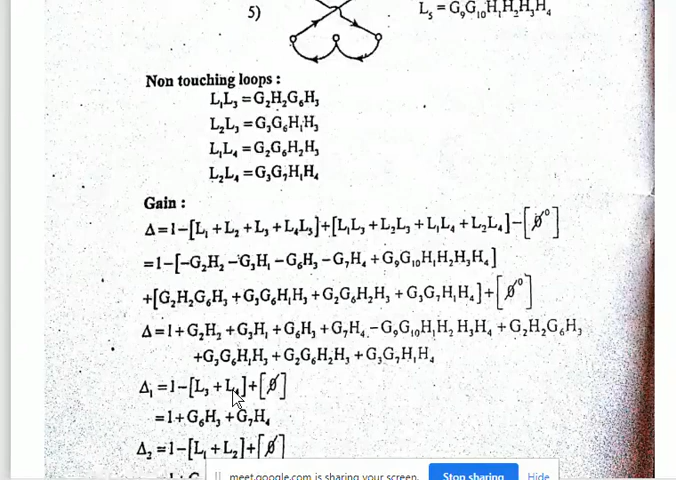 5)
L₅ = G₉G₁₀H₁H₂H₃H₄
Non touching loops :
L₁L₃ = G₂H₂G₆H₃
L₂L₃ = G₃G₆H₁H₃
L₁L₄ = G₂G₆H₂H₃
L₂L₄ = G₃G₇H₁H₄
Gain :
Δ = 1−[L₁ + L₂ + L₃ + L₄L₅]+[L₁L₃ + L₂L₃ + L₁L₄ + L₂L₄]−[∅⁰]
=1−[−G₂H₂ −G₃H₁ −G₆H₃ −G₇H₄ + G₉G₁₀H₁H₂H₃H₄]
+[G₂H₂G₆H₃ + G₃G₆H₁H₃ + G₂G₆H₂H₃ + G₃G₇H₁H₄]+[∅⁰]
Δ = 1 + G₂H₂ + G₃H₁ + G₆H₃ + G₇H₄ − G₉G₁₀H₁H₂H₃H₄ + G₂H₂G₆H₃
+G₃G₆H₁H₃ + G₂G₆H₂H₃ + G₃G₇H₁H₄
Δ₁ = 1−[L₃ + L₄]+[∅]
= 1 + G₆H₃ + G₇H₄
Δ₂ = 1−[L₁ + L₂]+[∅]
meet.google.com is sharing your screen. Stop sharing Hide